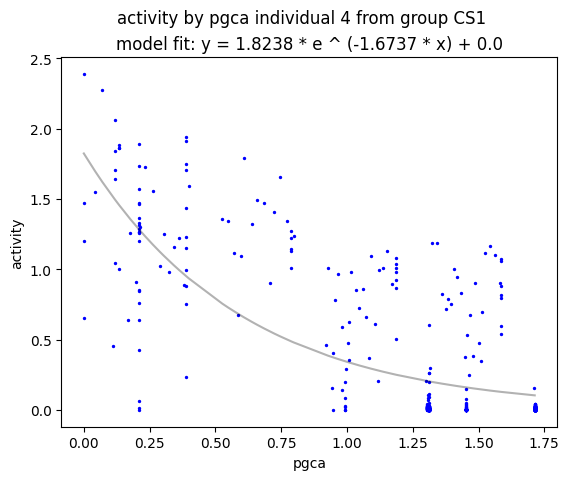 activity by pgca individual 4 from group CS1
model fit: y = 1.8238 * e ^ (-1.6737 * x) + 0.0
2.5
2.0
1.5
1.0
0.5
0.0
activity
0.00 0.25 0.50 0.75 1.00 1.25 1.50 1.75
pgca